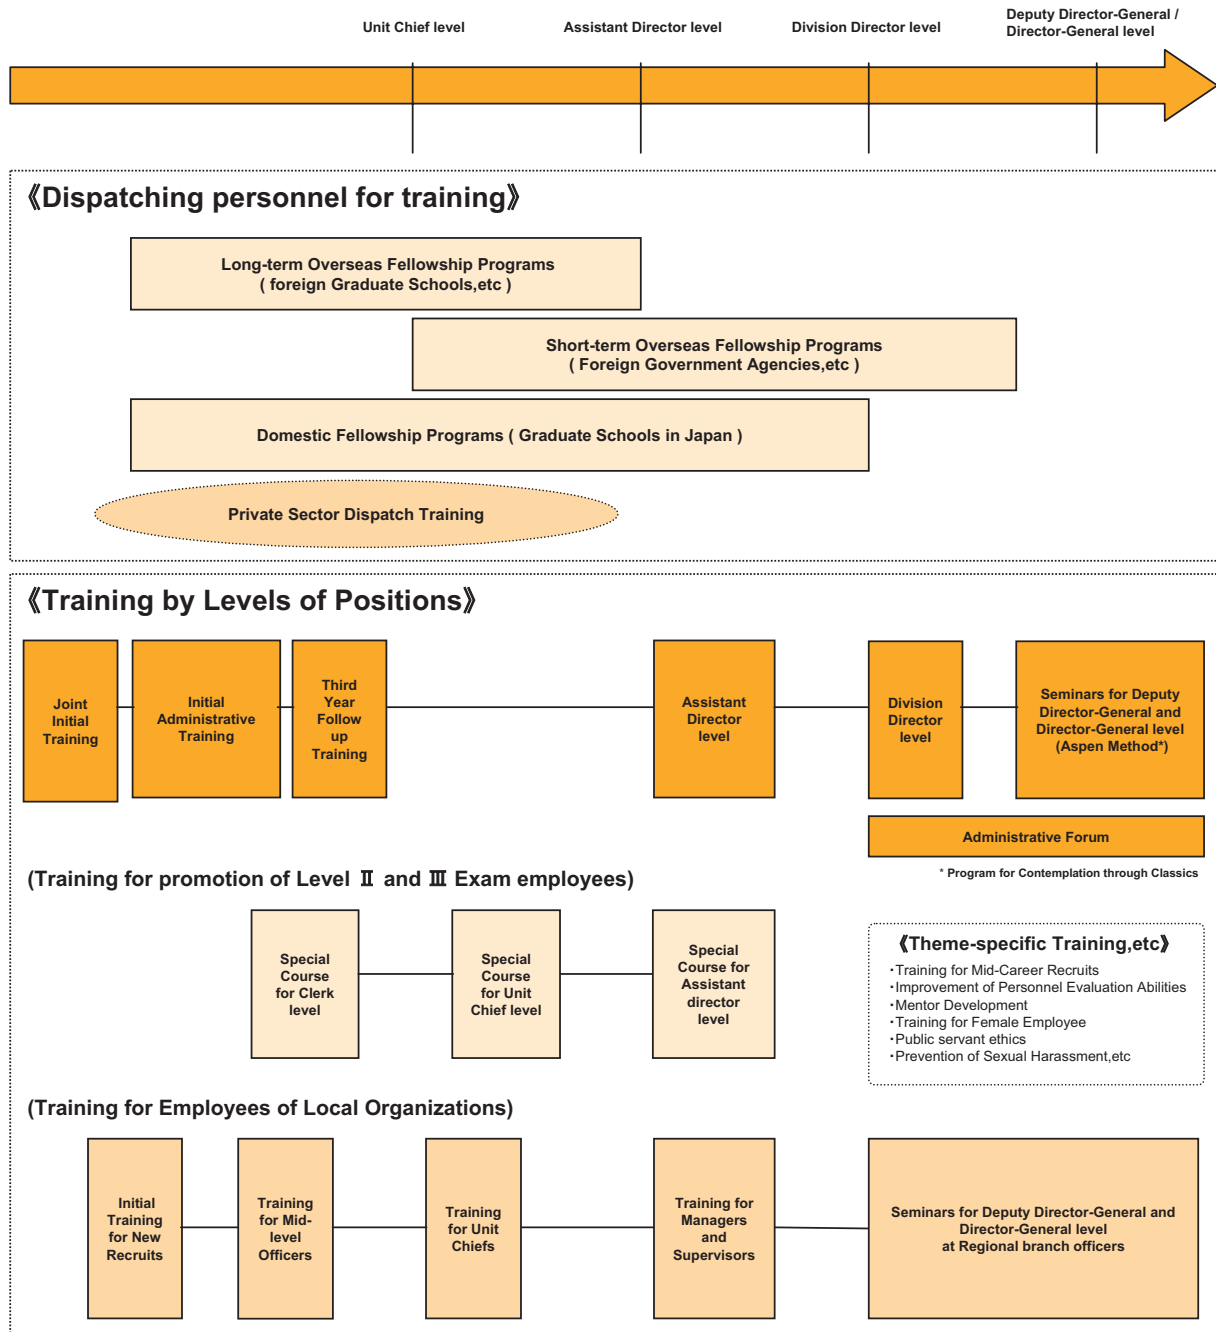 Unit Chief level
Assistant Director level
Division Director level
Deputy Director-General /
Director-General level
《Dispatching personnel for training》
Long-term Overseas Fellowship Programs
( foreign Graduate Schools,etc )
Short-term Overseas Fellowship Programs
( Foreign Government Agencies,etc )
Domestic Fellowship Programs ( Graduate Schools in Japan )
Private Sector Dispatch Training
《Training by Levels of Positions》
Joint
Initial
Training
Initial
Administrative
Training
Third
Year
Follow
up
Training
Assistant
Director
level
Division
Director
level
Seminars for Deputy
Director-General and
Director-General level
(Aspen Method*)
Administrative Forum
* Program for Contemplation through Classics
(Training for promotion of Level Ⅱ and Ⅲ Exam employees)
Special
Course
for Clerk
level
Special
Course
for Unit
Chief level
Special
Course for
Assistant
director
level
《Theme-specific Training,etc》
・Training for Mid-Career Recruits
・Improvement of Personnel Evaluation Abilities
・Mentor Development
・Training for Female Employee
・Public servant ethics
・Prevention of Sexual Harassment,etc
(Training for Employees of Local Organizations)
Initial
Training
for New
Recruits
Training
for Mid-
level
Officers
Training
for Unit
Chiefs
Training for
Managers
and
Supervisors
Seminars for Deputy Director-General and
Director-General level
at Regional branch officers